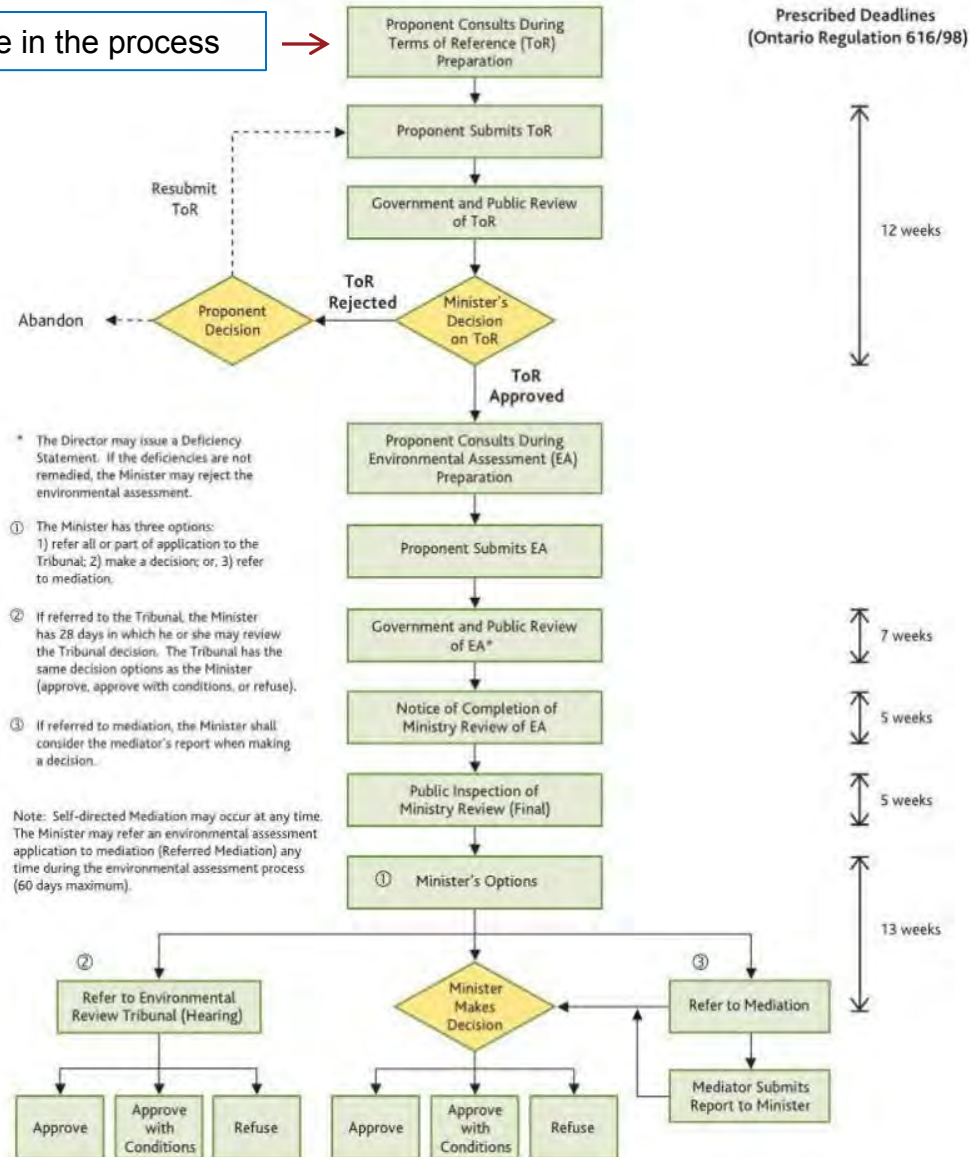 e in the process
Prescribed Deadlines
(Ontario Regulation 616/98)
Proponent Consults During
Terms of Reference (ToR)
Preparation
Proponent Submits ToR
Resubmit
ToR
Government and Public Review
of ToR
12 weeks
Abandon
Proponent
Decision
ToR
Rejected
Minister's
Decision
on ToR
ToR
Approved
* The Director may issue a Deficiency
Statement. If the deficiencies are not
remedied, the Minister may reject the
environmental assessment.
① The Minister has three options:
1) refer all or part of application to the
Tribunal; 2) make a decision; or, 3) refer
to mediation.
② If referred to the Tribunal, the Minister
has 28 days in which he or she may review
the Tribunal decision. The Tribunal has the
same decision options as the Minister
(approve, approve with conditions, or refuse).
③ If referred to mediation, the Minister shall
consider the mediator's report when making
a decision.
Note: Self-directed Mediation may occur at any time.
The Minister may refer an environmental assessment
application to mediation (Referred Mediation) any
time during the environmental assessment process
(60 days maximum).
Proponent Consults During
Environmental Assessment (EA)
Preparation
Proponent Submits EA
Government and Public Review
of EA*
7 weeks
Notice of Completion of
Ministry Review of EA
5 weeks
Public Inspection of
Ministry Review (Final)
5 weeks
① Minister's Options
13 weeks
②
Refer to Environmental
Review Tribunal (Hearing)
Minister
Makes
Decision
③
Refer to Mediation
Mediator Submits
Report to Minister
Approve
Approve
with
Conditions
Refuse
Approve
Approve
with
Conditions
Refuse